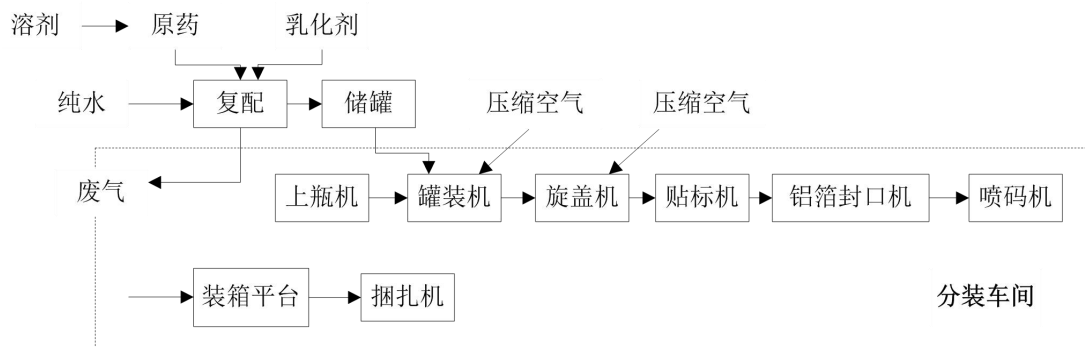 溶剂 原药 乳化剂
纯水 复配 储罐 压缩空气 压缩空气
废气 上瓶机 罐装机 旋盖机 贴标机 铝箔封口机 喷码机
装箱平台 捆扎机 分装车间